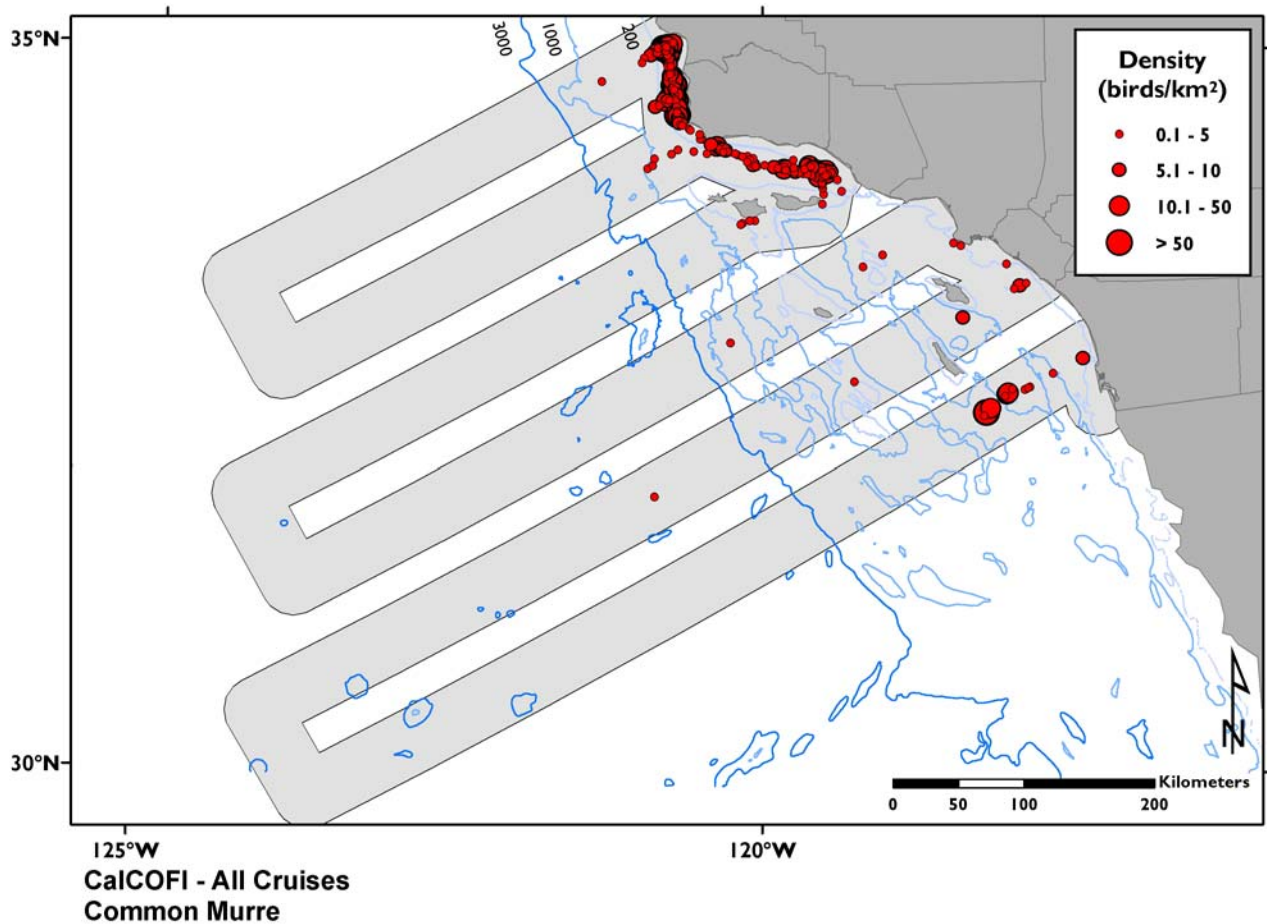 35°N
3000
1000
200
Density
(birds/km²)
0.1 - 5
5.1 - 10
10.1 - 50
> 50
30°N
N
Kilometers
0 50 100 200
125°W 120°W
CalCOFI - All Cruises
Common Murre